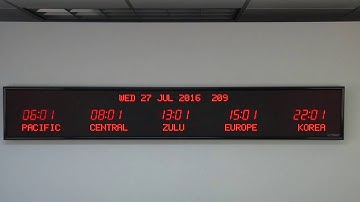 WED 27 JUL 2016 209
06:01 08:01 13:01 15:01 22:01
PACIFIC CENTRAL ZULU EUROPE KOREA